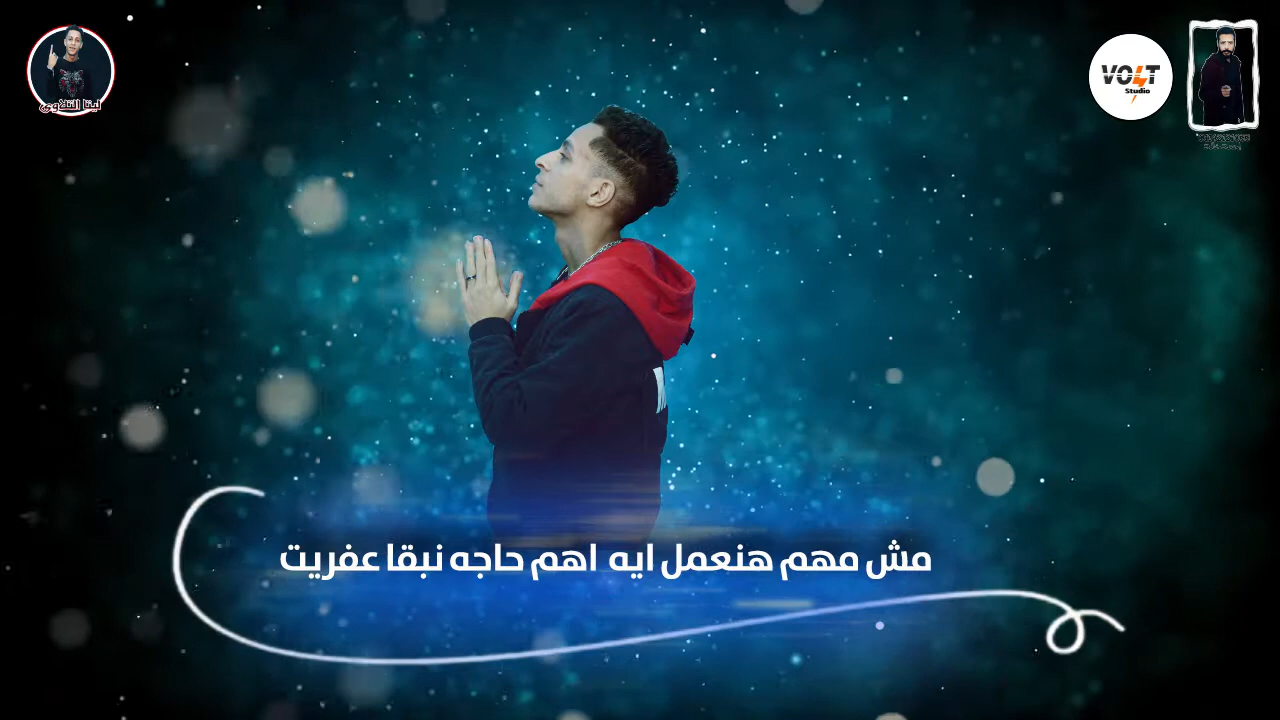 VOLT
Studio
مش مهم هنعمل ايه اهم حاجه نبقا عفريت